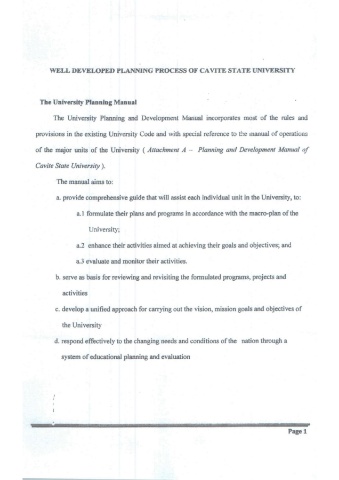 WELL DEVELOPED PLANNING PROCESS OF CAVITE STATE UNIVERSITY
The University Planning Manual
The University Planning and Development Manual incorporates most of the rules and
provisions in the existing University Code and with special reference to the manual of operations
of the major units of the University ( Attachment A – Planning and Development Manual of
Cavite State University ).
The manual aims to:
a. provide comprehensive guide that will assist each individual unit in the University, to:
a.1 formulate their plans and programs in accordance with the macro-plan of the
University;
a.2 enhance their activities aimed at achieving their goals and objectives; and
a.3 evaluate and monitor their activities.
b. serve as basis for reviewing and revisiting the formulated programs, projects and
activities
c. develop a unified approach for carrying out the vision, mission goals and objectives of
the University
d. respond effectively to the changing needs and conditions of the nation through a
system of educational planning and evaluation
Page 1